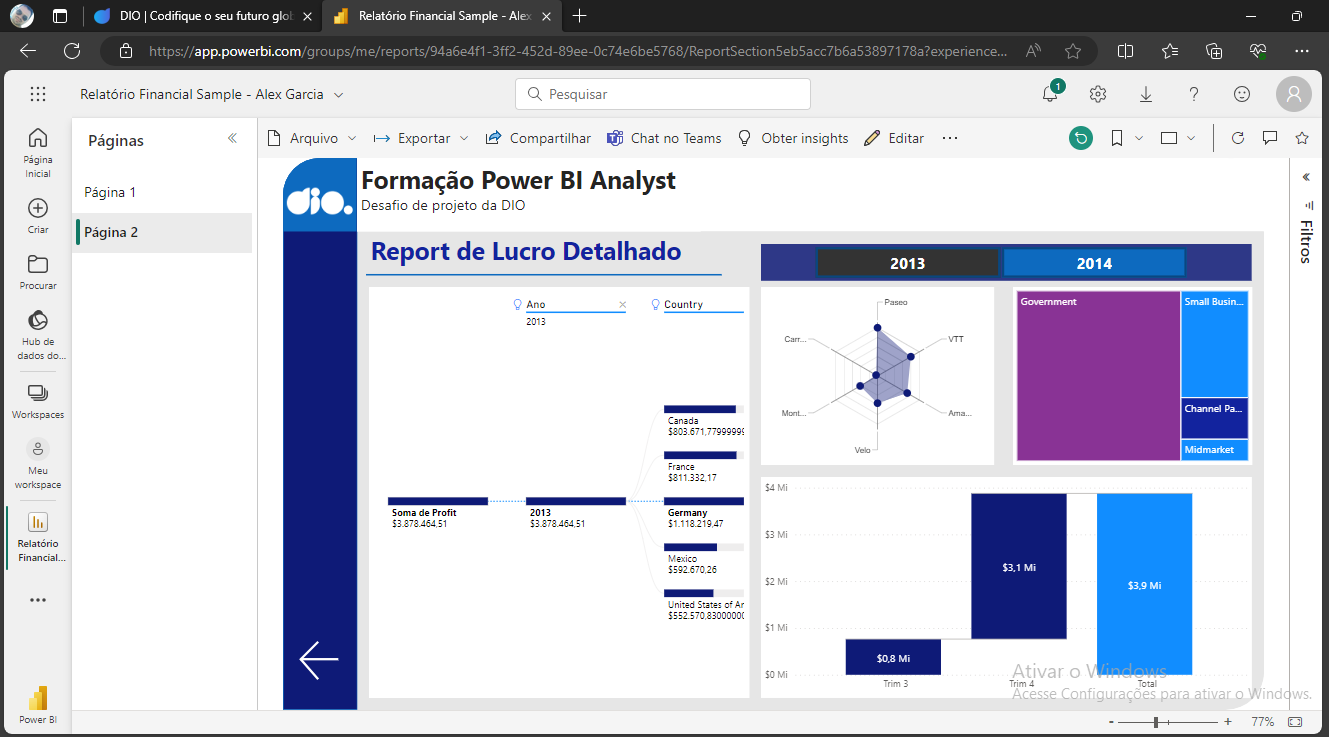 DIO | Codifique o seu futuro glob
Relatório Financial Sample - Alex
https://app.powerbi.com/groups/me/reports/94a6e4f1-3ff2-452d-89ee-0c74e6be5768/ReportSection5eb5acc7b6a53897178a?experience...
Relatório Financial Sample - Alex Garcia
Pesquisar
1
Página Inicial
Criar
Procurar
Hub de dados do...
Workspaces
Meu workspace
Relatório Financial...
Power BI
Páginas
Página 1
Página 2
Arquivo
Exportar
Compartilhar
Chat no Teams
Obter insights
Editar
Filtros
dio.
Formação Power BI Analyst
Desafio de projeto da DIO
Report de Lucro Detalhado
2013
2014
Ano
2013
Country
Soma de Profit
$3.878.464,51
2013
$3.878.464,51
Canada
$803.671,77999999
France
$811.332,17
Germany
$1.118.219,47
Mexico
$592.670,26
United States of Ar
$552.570,83000000
Paseo
VTT
Ama...
Velo
Mont...
Carr...
Government
Small Busin...
Channel Pa...
Midmarket
$4 Mi
$3 Mi
$2 Mi
$1 Mi
$0 Mi
$0,8 Mi
$3,1 Mi
$3,9 Mi
Trim 3
Trim 4
Total
Ativar o Windows
Acesse Configurações para ativar o Windows.
77%